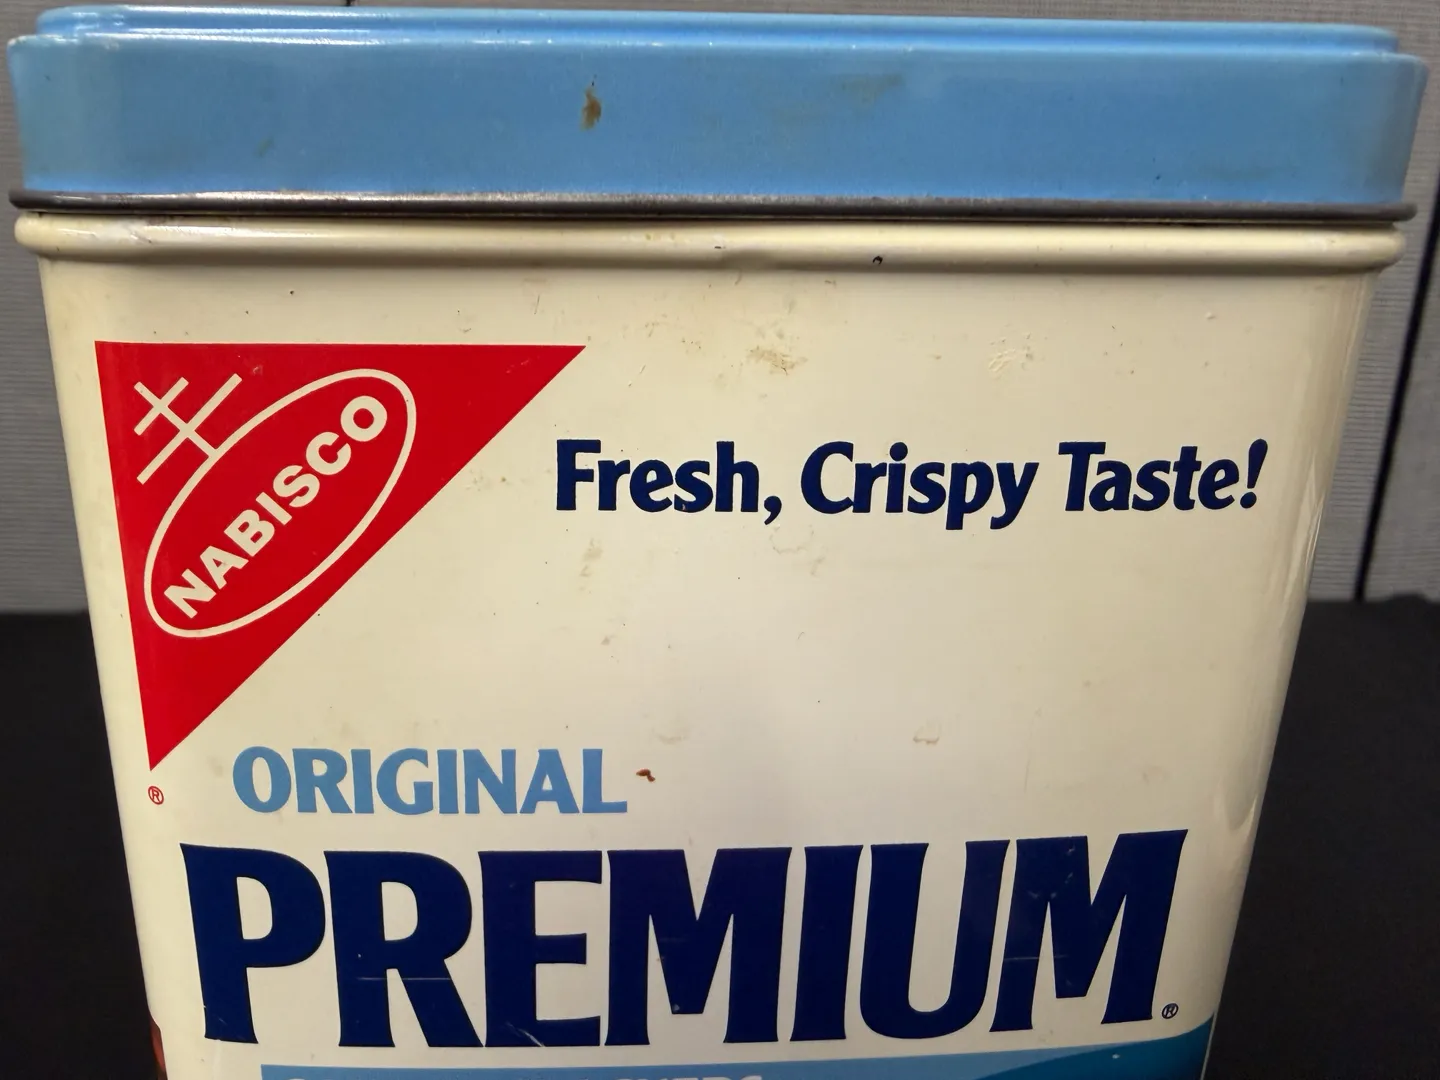 NABISCO
®
Fresh, Crispy Taste!
ORIGINAL
PREMIUM®